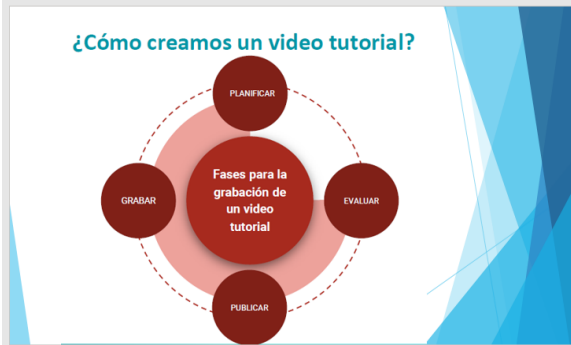 ¿Cómo creamos un video tutorial?
PLANIFICAR
Fases para la
grabación de
un video
tutorial
GRABAR
EVALUAR
PUBLICAR